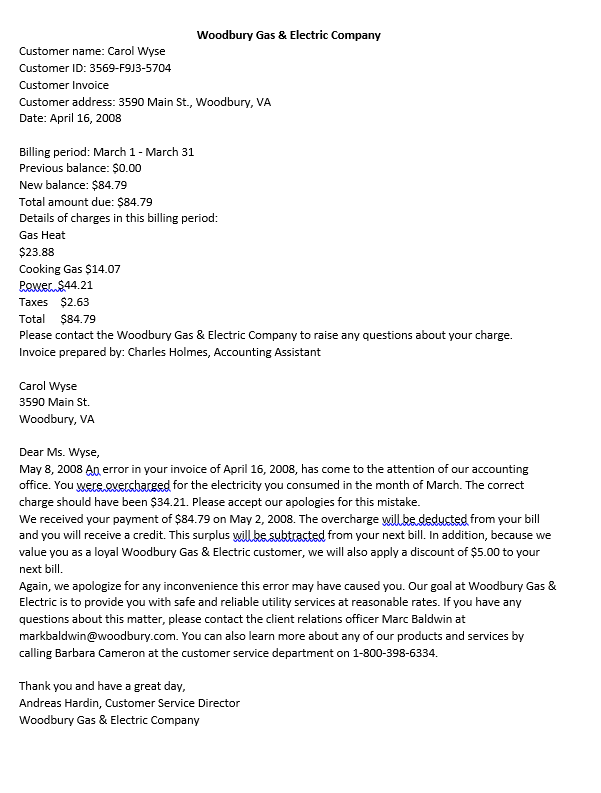 Woodbury Gas & Electric Company
Customer name: Carol Wyse
Customer ID: 3569-F9J3-5704
Customer Invoice
Customer address: 3590 Main St., Woodbury, VA
Date: April 16, 2008
Billing period: March 1 - March 31
Previous balance: $0.00
New balance: $84.79
Total amount due: $84.79
Details of charges in this billing period:
Gas Heat
$23.88
Cooking Gas $14.07
Power $44.21
Taxes $2.63
Total $84.79
Please contact the Woodbury Gas & Electric Company to raise any questions about your charge.
Invoice prepared by: Charles Holmes, Accounting Assistant
Carol Wyse
3590 Main St.
Woodbury, VA
Dear Ms. Wyse,
May 8, 2008 An error in your invoice of April 16, 2008, has come to the attention of our accounting
office. You were overcharged for the electricity you consumed in the month of March. The correct
charge should have been $34.21. Please accept our apologies for this mistake.
We received your payment of $84.79 on May 2, 2008. The overcharge will be deducted from your bill
and you will receive a credit. This surplus will be subtracted from your next bill. In addition, because we
value you as a loyal Woodbury Gas & Electric customer, we will also apply a discount of $5.00 to your
next bill.
Again, we apologize for any inconvenience this error may have caused you. Our goal at Woodbury Gas &
Electric is to provide you with safe and reliable utility services at reasonable rates. If you have any
questions about this matter, please contact the client relations officer Marc Baldwin at
markbaldwin@woodbury.com. You can also learn more about any of our products and services by
calling Barbara Cameron at the customer service department on 1-800-398-6334.
Thank you and have a great day,
Andreas Hardin, Customer Service Director
Woodbury Gas & Electric Company